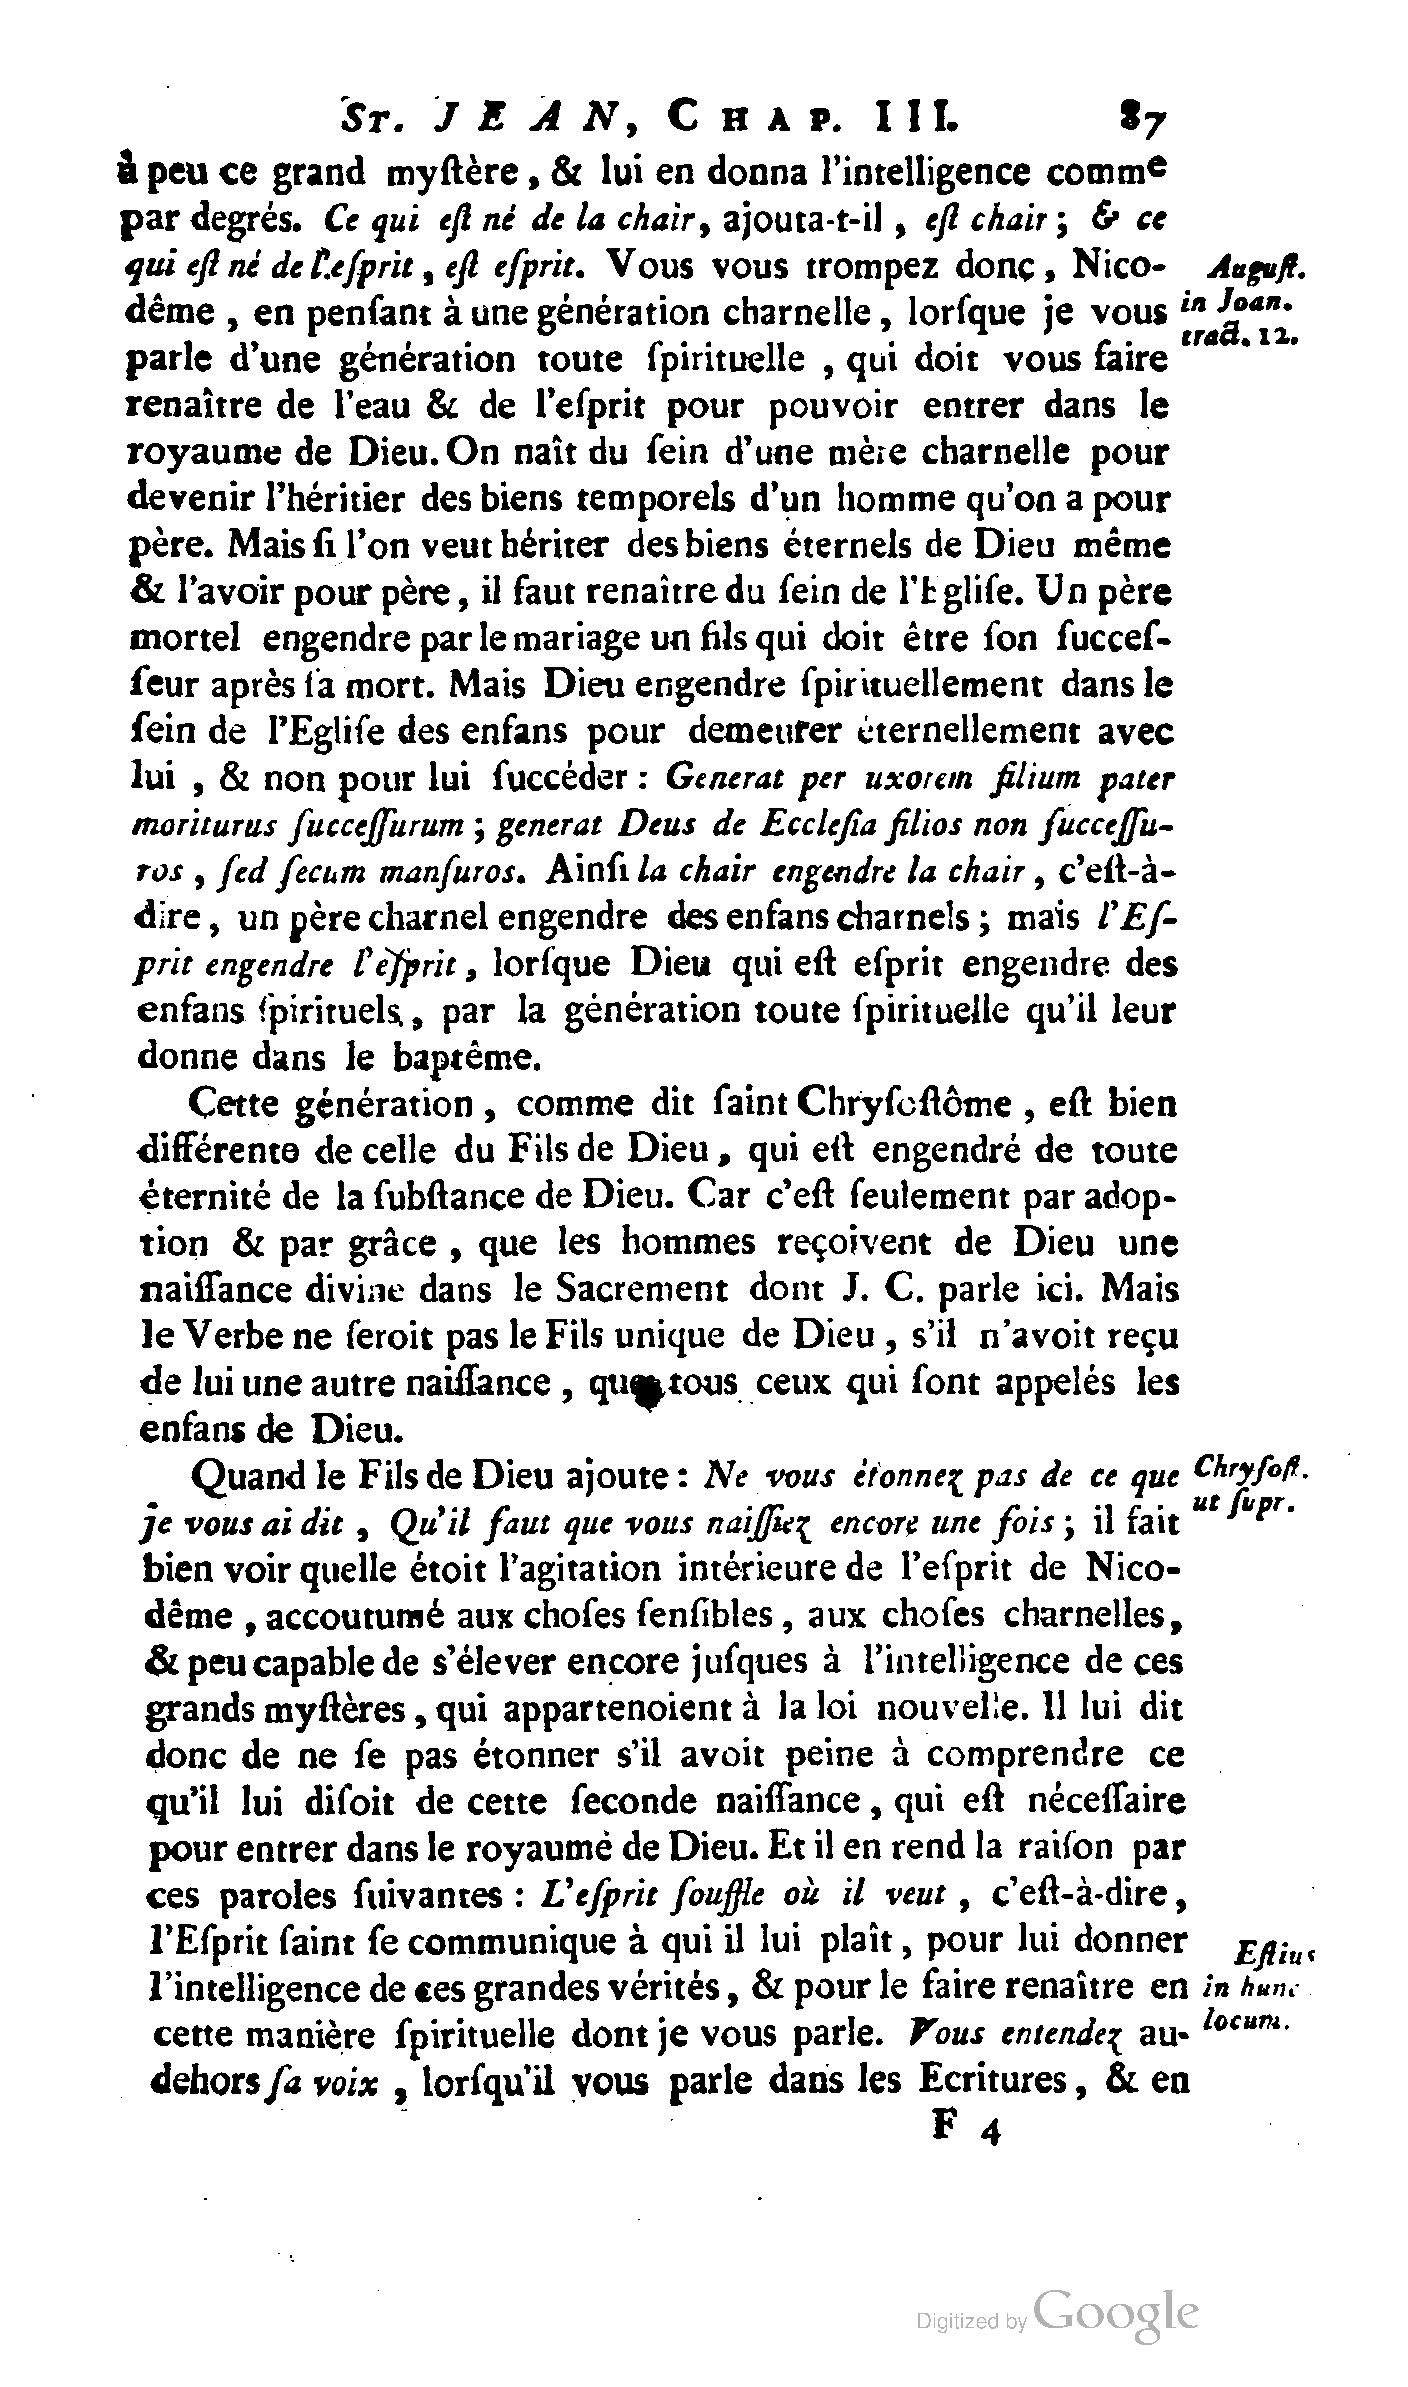 ST. JEAN, CHAP. III. 87
à peu ce grand myſtère, & lui en donna l'intelligence comme
par degrés. Ce qui eſt né de la chair, ajouta-t-il, eſt chair; & ce
qui eſt né de l'eſprit, eſt eſprit. Vous vous trompez donc, Nico-
Auguſt.
dême, en penſant à une génération charnelle, lorſque je vous
in Joan.
parle d'une génération toute ſpirituelle, qui doit vous faire
tract. 12.
renaître de l'eau & de l'eſprit pour pouvoir entrer dans le
royaume de Dieu. On naît du ſein d'une mère charnelle pour
devenir l'héritier des biens temporels d'un homme qu'on a pour
père. Mais ſi l'on veut hériter des biens éternels de Dieu même
& l'avoir pour père, il faut renaître du ſein de l'Egliſe. Un père
mortel engendre par le mariage un fils qui doit être ſon ſucceſ-
ſeur après ſa mort. Mais Dieu engendre ſpirituellement dans le
ſein de l'Egliſe des enfans pour demeurer éternellement avec
lui, & non pour lui ſuccéder : Generat per uxorem filium pater
moriturus ſucceſſurum; generat Deus de Eccleſia filios non ſucceſſu-
ros, ſed ſecum manſuros. Ainſi la chair engendre la chair, c'eſt-à-
dire, un père charnel engendre des enfans charnels; mais l'Eſ-
prit engendre l'eſprit, lorſque Dieu qui eſt eſprit engendre des
enfans ſpirituels, par la génération toute ſpirituelle qu'il leur
donne dans le baptême.
Cette génération, comme dit ſaint Chryſoſtôme, eſt bien
différente de celle du Fils de Dieu, qui eſt engendré de toute
éternité de la ſubſtance de Dieu. Car c'eſt ſeulement par adop-
tion & par grâce, que les hommes reçoivent de Dieu une
naiſſance divine dans le Sacrement dont J. C. parle ici. Mais
le Verbe ne ſeroit pas le Fils unique de Dieu, s'il n'avoit reçu
de lui une autre naiſſance, que tous ceux qui ſont appelés les
enfans de Dieu.
Quand le Fils de Dieu ajoute : Ne vous étonnez pas de ce que
Chryſoſt.
je vous ai dit, Qu'il faut que vous naiſſiez encore une fois; il fait
ut ſupr.
bien voir quelle étoit l'agitation intérieure de l'eſprit de Nico-
dême, accoutumé aux choſes ſenſibles, aux choſes charnelles,
& peu capable de s'élever encore juſques à l'intelligence de ces
grands myſtères, qui appartenoient à la loi nouvelle. Il lui dit
donc de ne ſe pas étonner s'il avoit peine à comprendre ce
qu'il lui diſoit de cette ſeconde naiſſance, qui eſt néceſſaire
pour entrer dans le royaume de Dieu. Et il en rend la raiſon par
ces paroles ſuivantes : L'eſprit ſouffle où il veut, c'eſt-à-dire,
l'Eſprit ſaint ſe communique à qui il lui plaît, pour lui donner
Eſtius
l'intelligence de ces grandes vérités, & pour le faire renaître en
in hunc
cette manière ſpirituelle dont je vous parle. Vous entendez au-
locum.
dehors ſa voix, lorſqu'il vous parle dans les Ecritures, & en
F 4
Digitized by Google